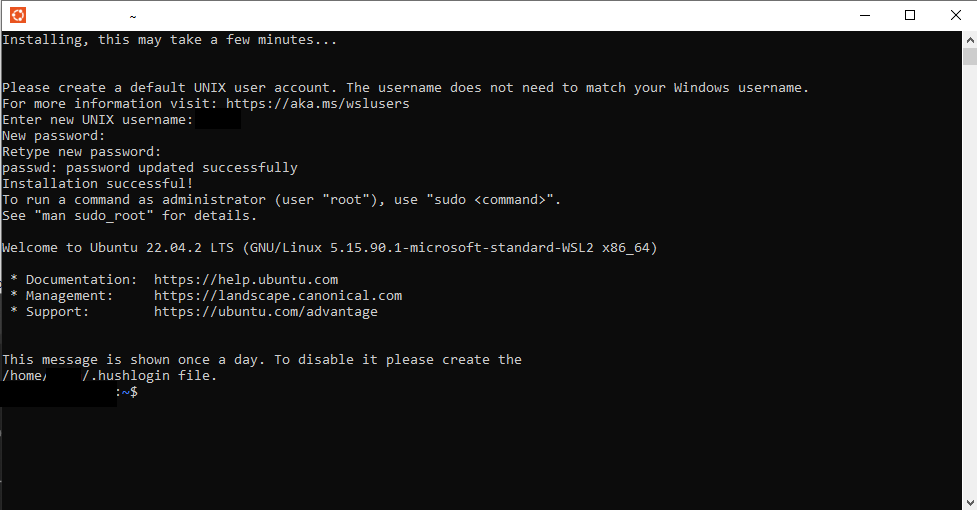 ~
Installing, this may take a few minutes...
Please create a default UNIX user account. The username does not need to match your Windows username.
For more information visit: https://aka.ms/wslusers
Enter new UNIX username:
New password:
Retype new password:
passwd: password updated successfully
Installation successful!
To run a command as administrator (user "root"), use "sudo <command>".
See "man sudo_root" for details.
Welcome to Ubuntu 22.04.2 LTS (GNU/Linux 5.15.90.1-microsoft-standard-WSL2 x86_64)
* Documentation: https://help.ubuntu.com
* Management: https://landscape.canonical.com
* Support: https://ubuntu.com/advantage
This message is shown once a day. To disable it please create the
/home/ /.hushlogin file.
:~$